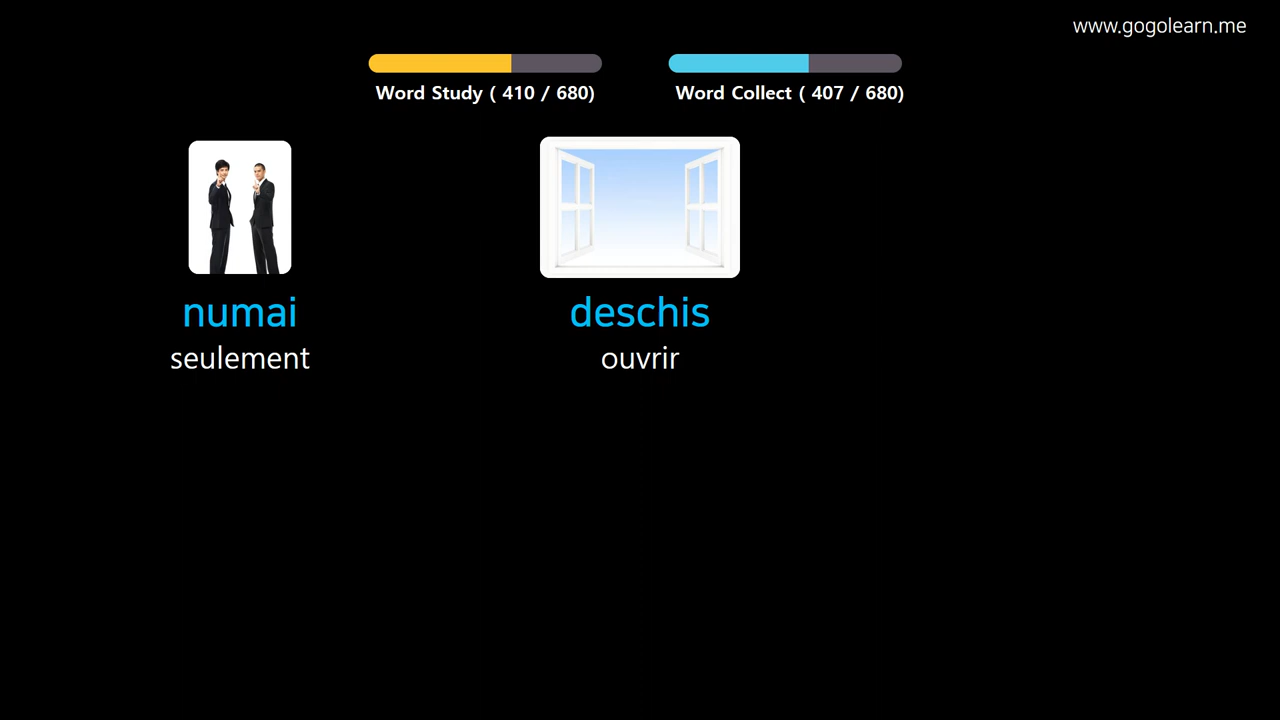 www.gogolearn.me
Word Study ( 410 / 680)
Word Collect ( 407 / 680)
numai
seulement
deschis
ouvrir